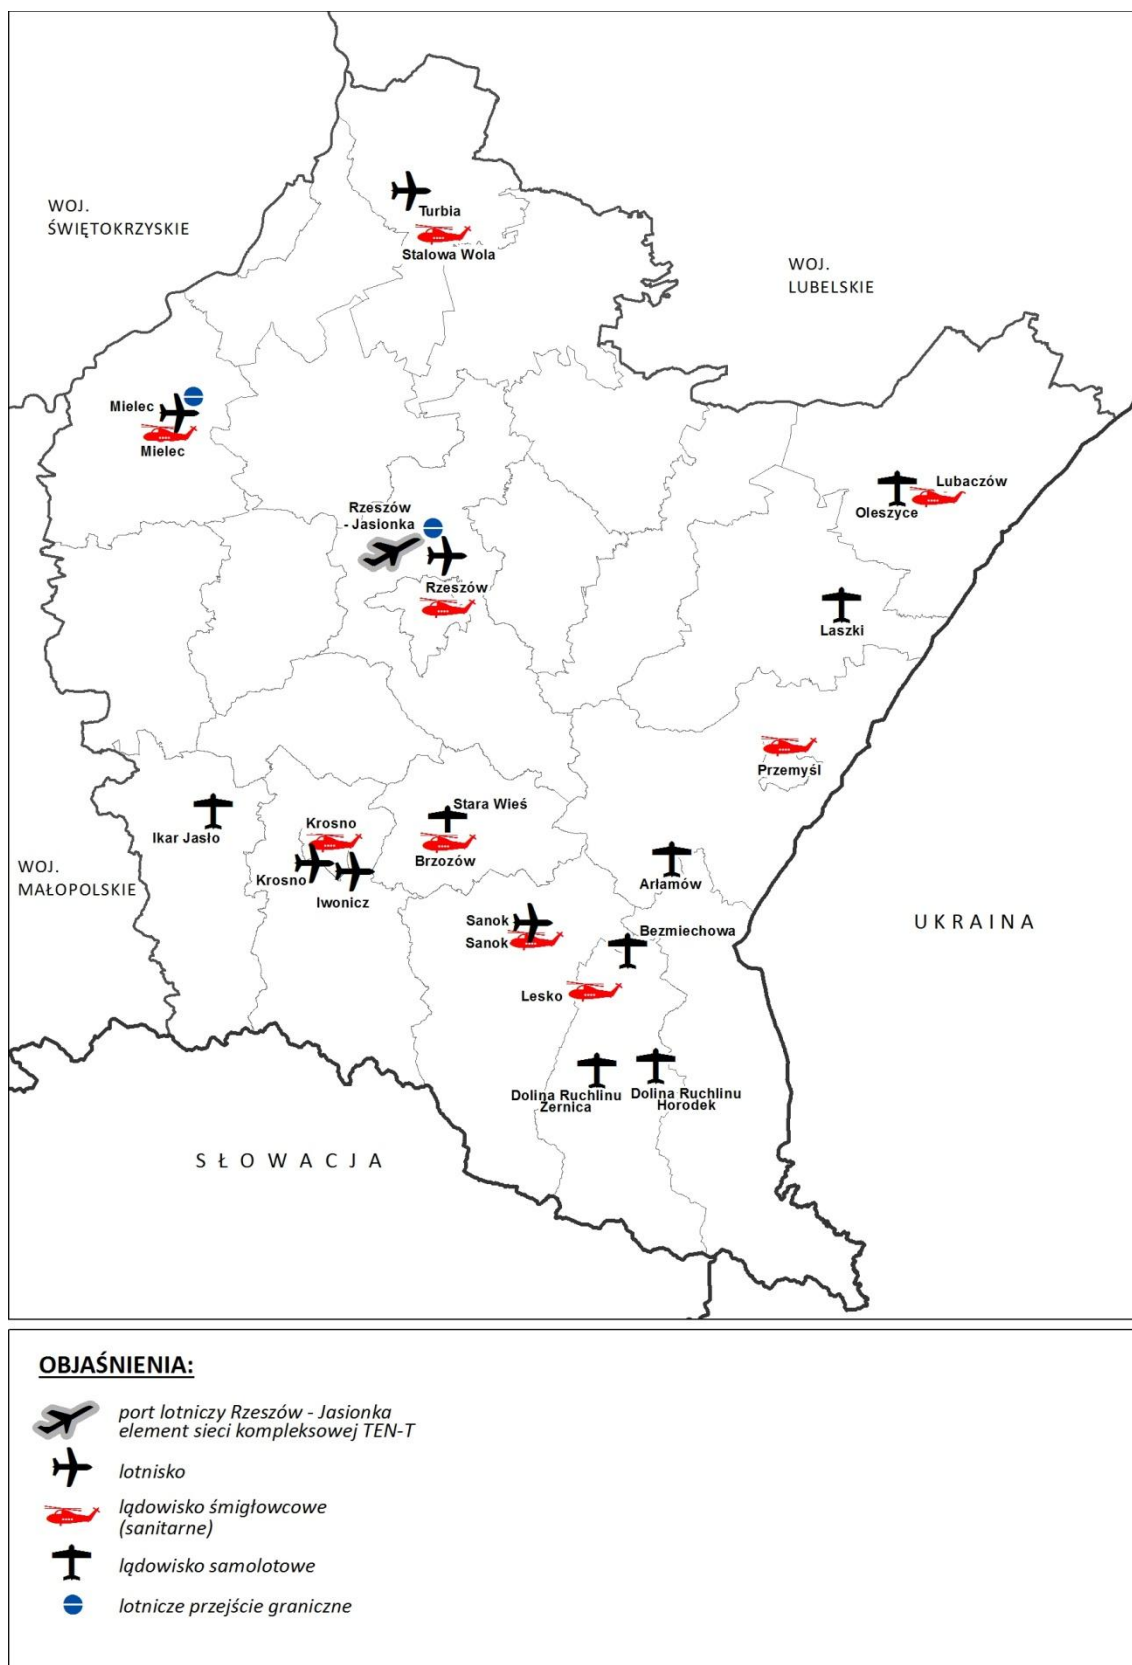 WOJ.
ŚWIĘTOKRZYSKIE
Turbia
Stalowa Wola
WOJ.
LUBELSKIE
Mielec
Mielec
Rzeszów
- Jasionka
Rzeszów
Lubaczów
Oleszyce
Laszki
Przemyśl
Ikar Jasło
Krosno
Krosno
Iwonicz
Stara Wieś
Brzozów
Arłamów
WOJ.
MAŁOPOLSKIE
Sanok
Sanok
Bezmiechowa
UKRAINA
Lesko
Dolina Ruchlinu
Zernica
Dolina Ruchlinu
Horodek
SŁOWACJA
OBJAŚNIENIA:
port lotniczy Rzeszów - Jasionka
element sieci kompleksowej TEN-T
lotnisko
lądowisko śmigłowcowe
(sanitarne)
lądowisko samolotowe
lotnicze przejście graniczne